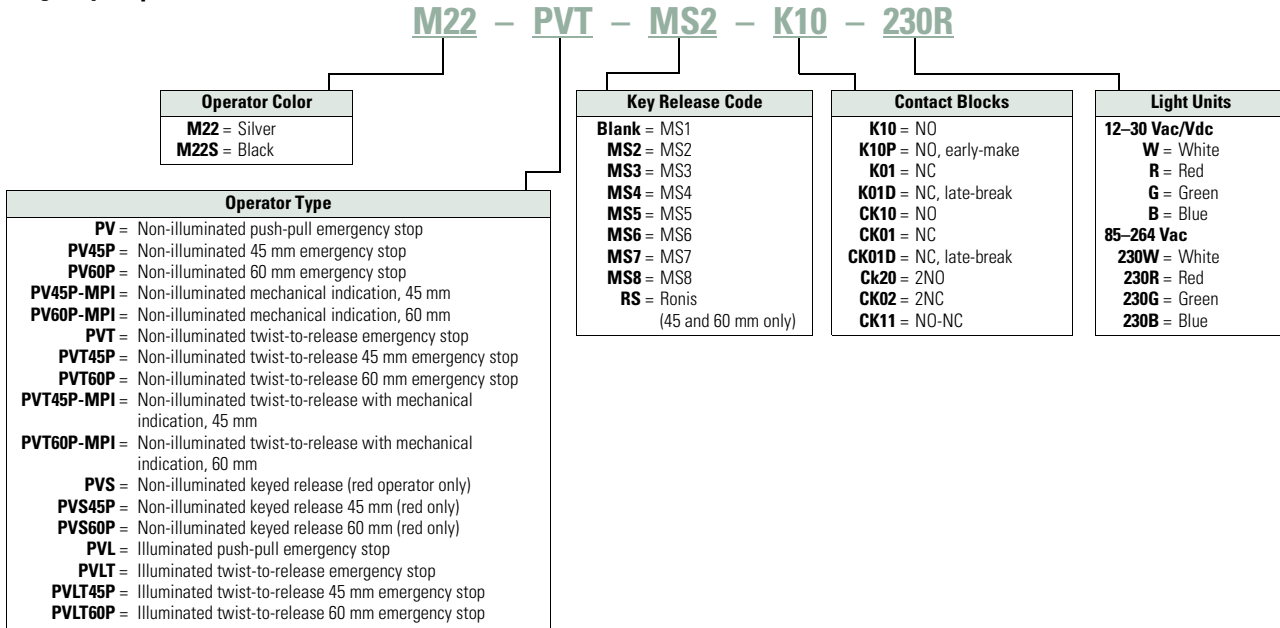 M22 – PVT – MS2 – K10 – 230R
Operator Color
M22 = Silver
M22S = Black
Operator Type
PV = Non-illuminated push-pull emergency stop
PV45P = Non-illuminated 45 mm emergency stop
PV60P = Non-illuminated 60 mm emergency stop
PV45P-MPI = Non-illuminated mechanical indication, 45 mm
PV60P-MPI = Non-illuminated mechanical indication, 60 mm
PVT = Non-illuminated twist-to-release emergency stop
PVT45P = Non-illuminated twist-to-release 45 mm emergency stop
PVT60P = Non-illuminated twist-to-release 60 mm emergency stop
PVT45P-MPI = Non-illuminated twist-to-release with mechanical
indication, 45 mm
PVT60P-MPI = Non-illuminated twist-to-release with mechanical
indication, 60 mm
PVS = Non-illuminated keyed release (red operator only)
PVS45P = Non-illuminated keyed release 45 mm (red only)
PVS60P = Non-illuminated keyed release 60 mm (red only)
PVL = Illuminated push-pull emergency stop
PVLT = Illuminated twist-to-release emergency stop
PVLT45P = Illuminated twist-to-release 45 mm emergency stop
PVLT60P = Illuminated twist-to-release 60 mm emergency stop
Key Release Code
Blank = MS1
MS2 = MS2
MS3 = MS3
MS4 = MS4
MS5 = MS5
MS6 = MS6
MS7 = MS7
MS8 = MS8
RS = Ronis
(45 and 60 mm only)
Contact Blocks
K10 = NO
K10P = NO, early-make
K01 = NC
K01D = NC, late-break
CK10 = NO
CK01 = NC
CK01D = NC, late-break
Ck20 = 2NO
CK02 = 2NC
CK11 = NO-NC
Light Units
12–30 Vac/Vdc
W = White
R = Red
G = Green
B = Blue
85–264 Vac
230W = White
230R = Red
230G = Green
230B = Blue